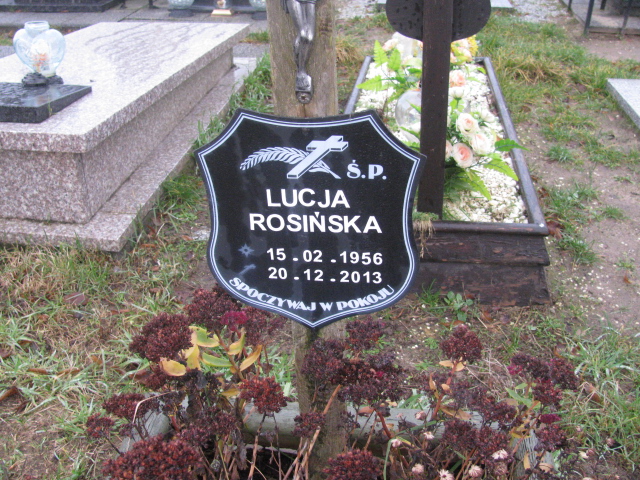 Ś.P.
LUCJA
ROSIŃSKA
15.02.1956
20.12.2013
SPOCZYWAJ W POKOJU